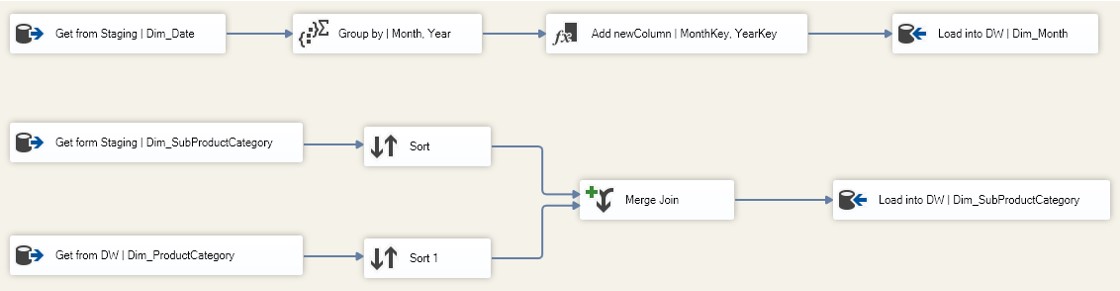 Get from Staging | Dim_Date
Group by | Month, Year
Add newColumn | MonthKey, YearKey
Load into DW | Dim_Month
Get form Staging | Dim_SubProductCategory
Sort
Merge Join
Load into DW | Dim_SubProductCategory
Get from DW | Dim_ProductCategory
Sort 1